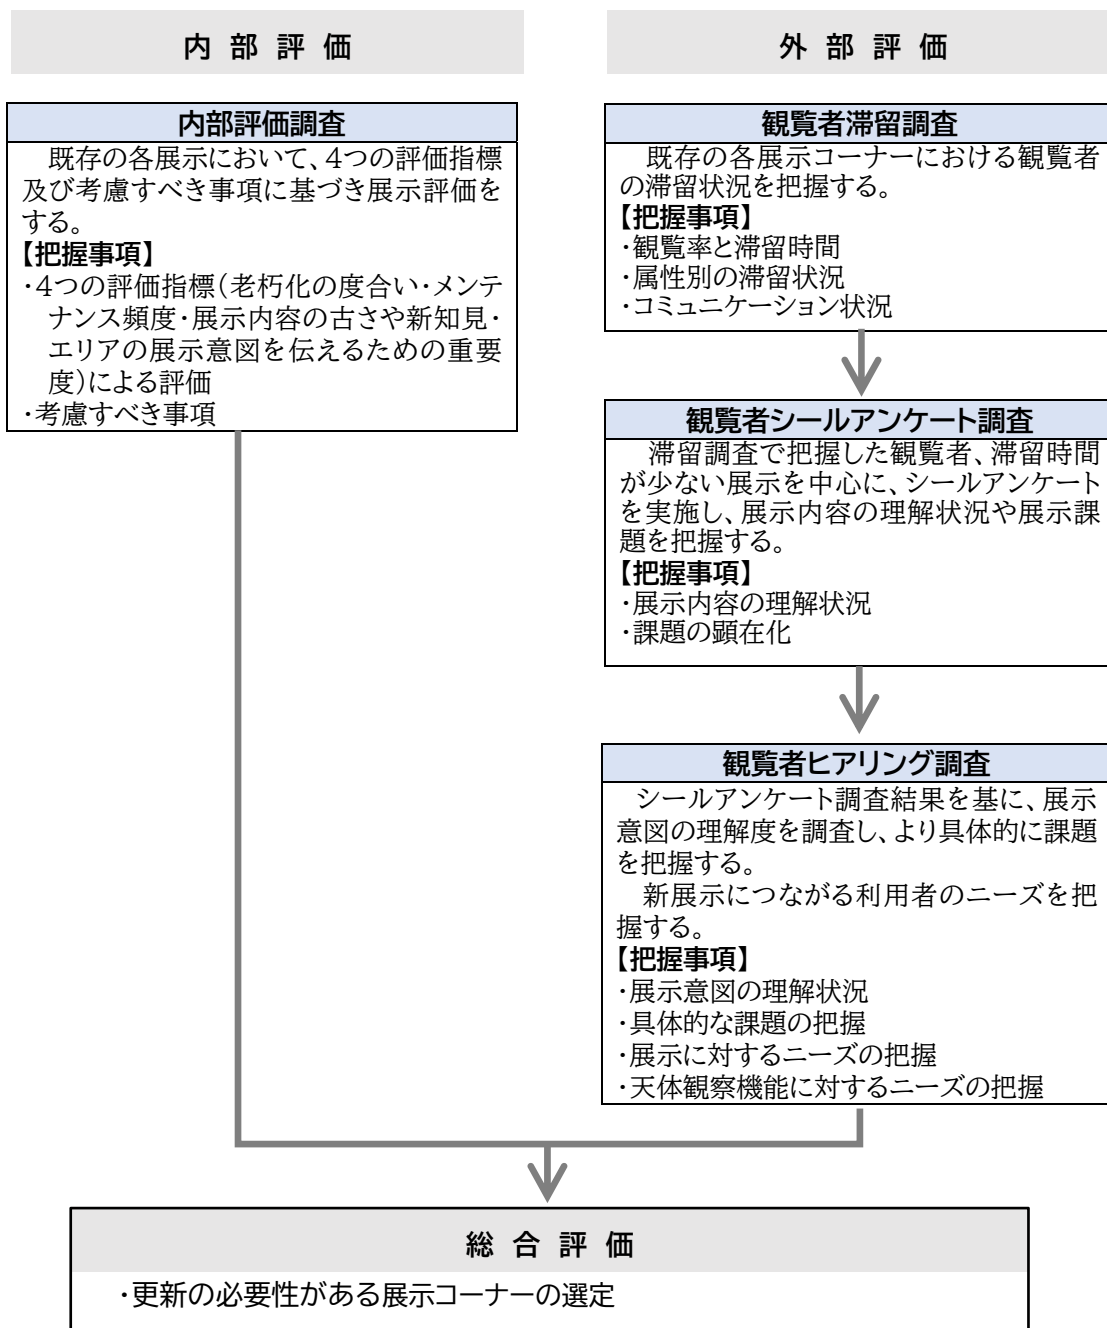 内部評価
内部評価調査
既存の各展示において、4つの評価指標
及び考慮すべき事項に基づき展示評価を
する。
【把握事項】
・4つの評価指標(老朽化の度合い・メンテ
ナンス頻度・展示内容の古さや新知見・
エリアの展示意図を伝えるための重要
度)による評価
・考慮すべき事項
外部評価
観覧者滞留調査
既存の各展示コーナーにおける観覧者
の滞留状況を把握する。
【把握事項】
・観覧率と滞留時間
・属性別の滞留状況
・コミュニケーション状況
観覧者シールアンケート調査
滞留調査で把握した観覧者、滞留時間
が少ない展示を中心に、シールアンケート
を実施し、展示内容の理解状況や展示課
題を把握する。
【把握事項】
・展示内容の理解状況
・課題の顕在化
観覧者ヒアリング調査
シールアンケート調査結果を基に、展示
意図の理解度を調査し、より具体的に課題
を把握する。
新展示につながる利用者のニーズを把
握する。
【把握事項】
・展示意図の理解状況
・具体的な課題の把握
・展示に対するニーズの把握
・天体観察機能に対するニーズの把握
総合評価
・更新の必要性がある展示コーナーの選定